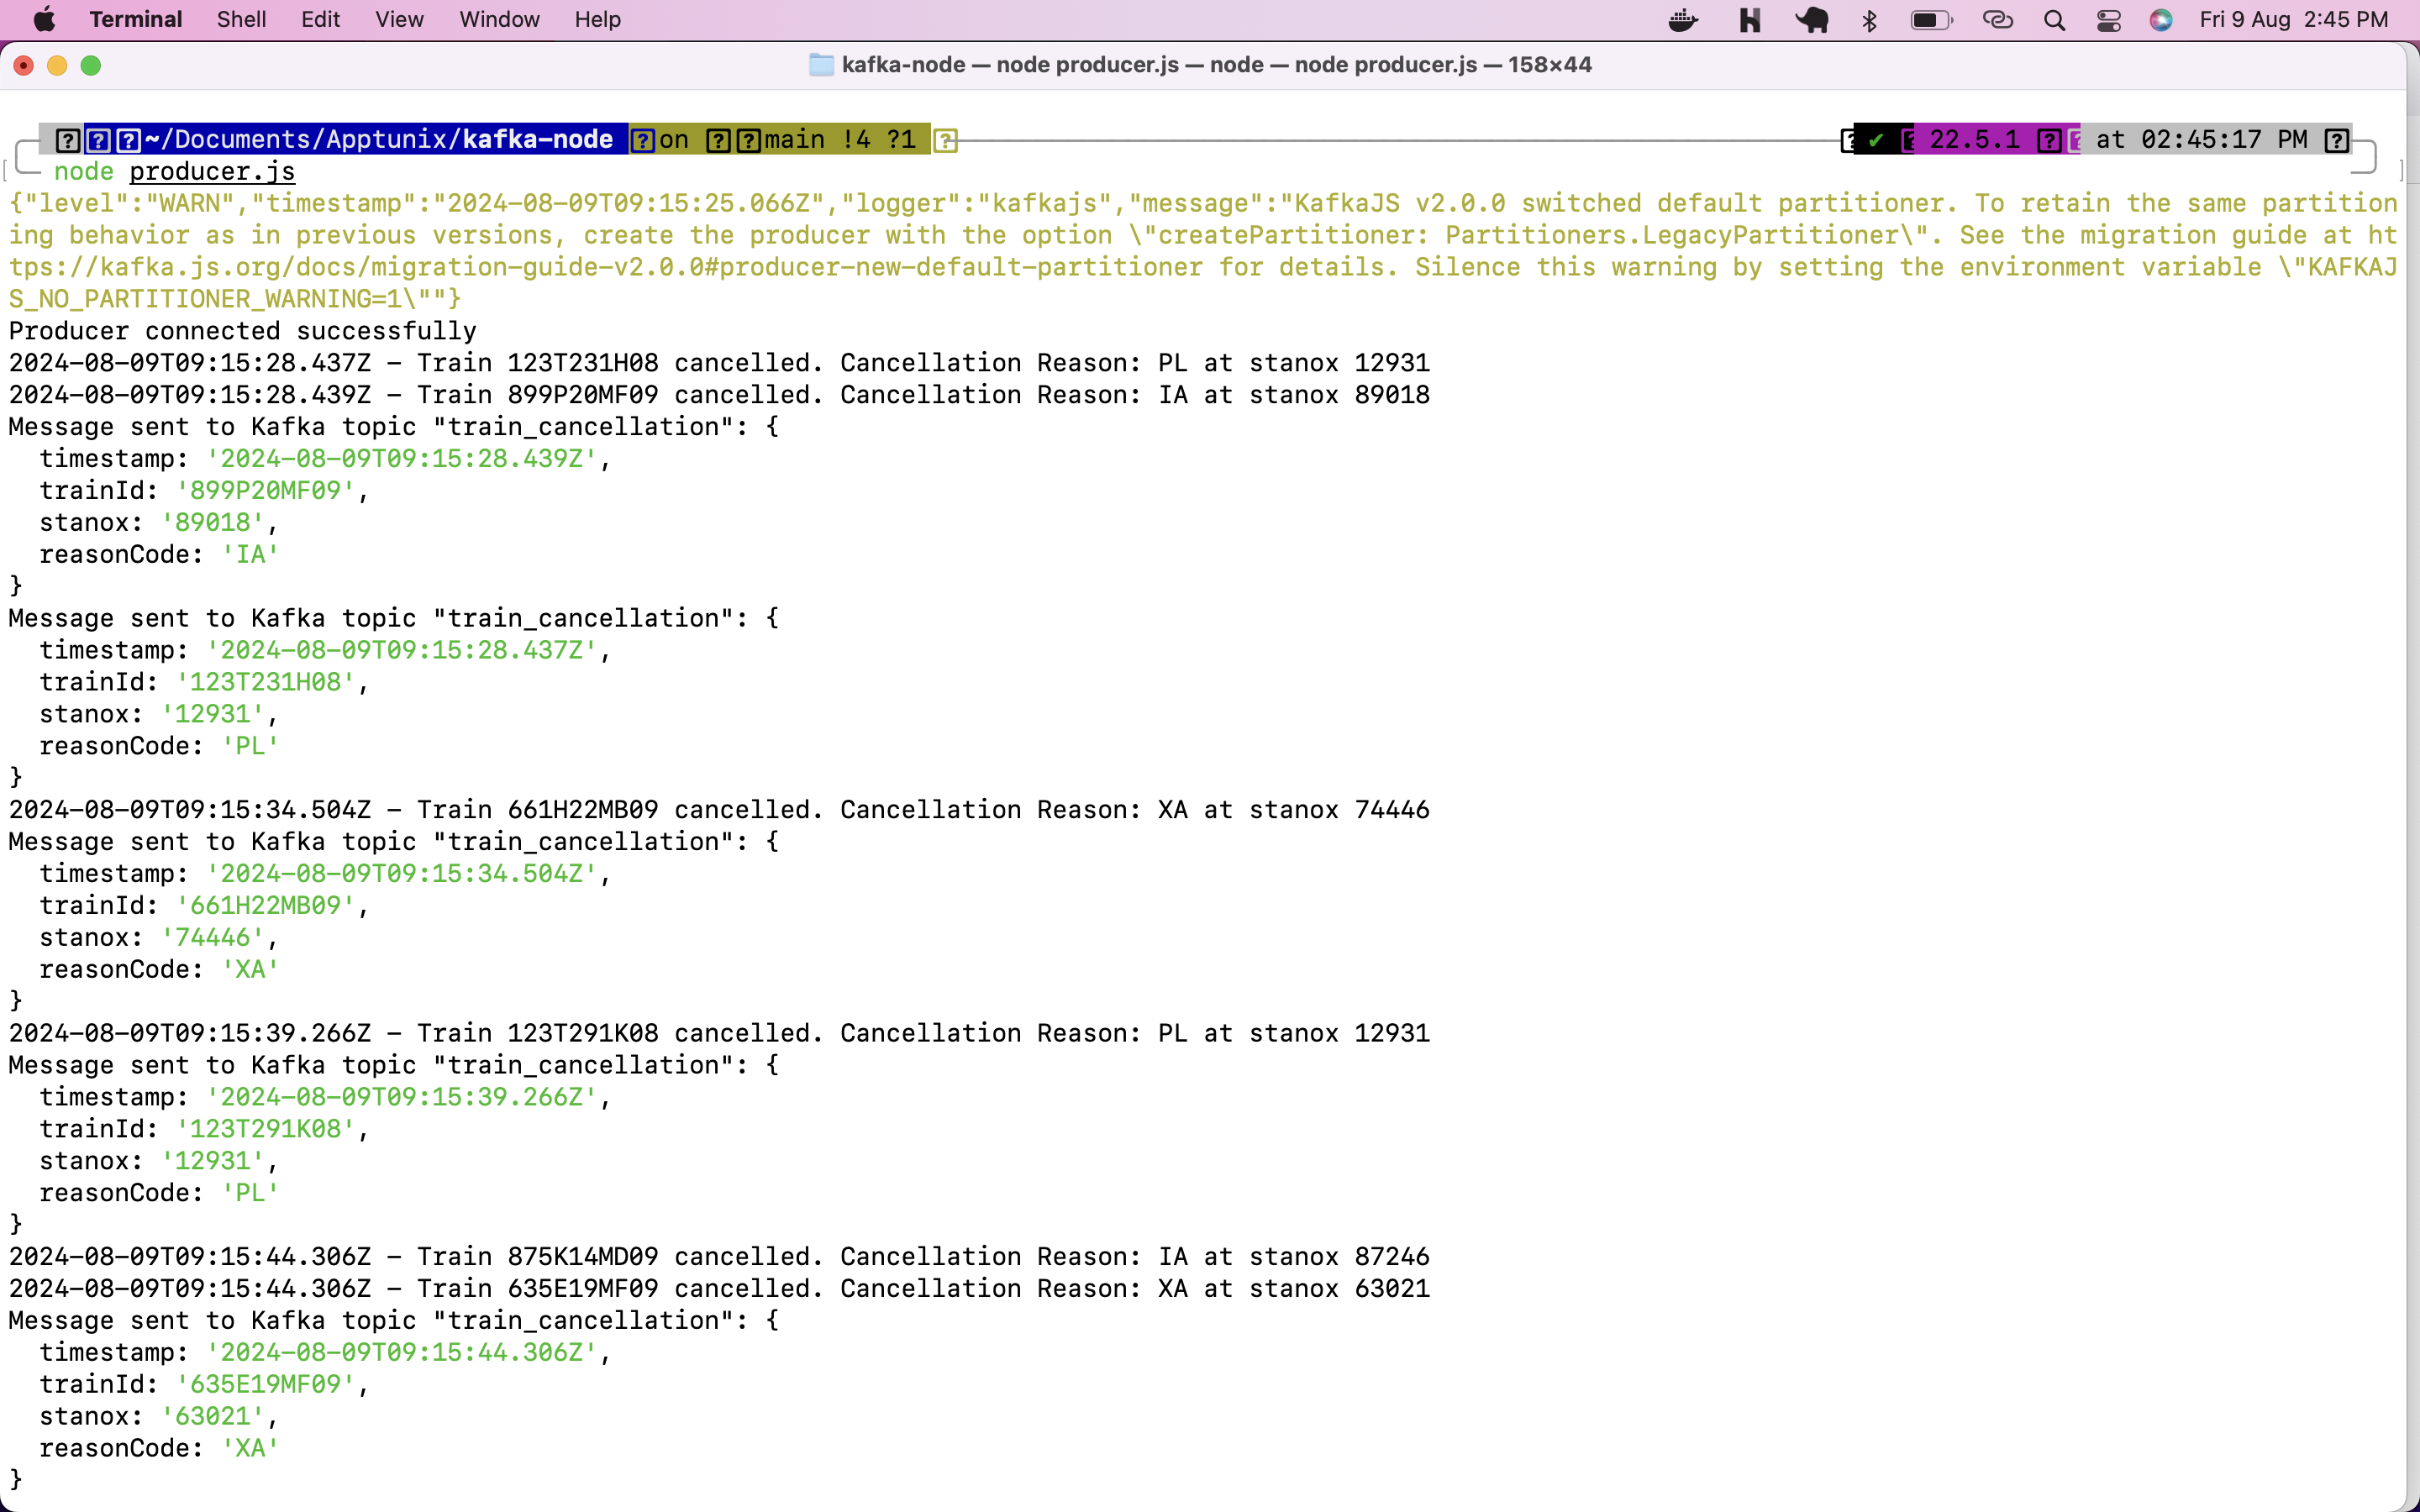 Terminal Shell Edit View Window Help Fri 9 Aug 2:45 PM
kafka-node — node producer.js — node — node producer.js — 158×44
~/Documents/Apptunix/kafka-node on main !4 ?1 ✔ 22.5.1 at 02:45:17 PM
node producer.js
{"level":"WARN","timestamp":"2024-08-09T09:15:25.066Z","logger":"kafkajs","message":"KafkaJS v2.0.0 switched default partitioner. To retain the same partition
ing behavior as in previous versions, create the producer with the option \"createPartitioner: Partitioners.LegacyPartitioner\". See the migration guide at ht
tps://kafka.js.org/docs/migration-guide-v2.0.0#producer-new-default-partitioner for details. Silence this warning by setting the environment variable \"KAFKAJ
S_NO_PARTITIONER_WARNING=1\""}
Producer connected successfully
2024-08-09T09:15:28.437Z - Train 123T231H08 cancelled. Cancellation Reason: PL at stanox 12931
2024-08-09T09:15:28.439Z - Train 899P20MF09 cancelled. Cancellation Reason: IA at stanox 89018
Message sent to Kafka topic "train_cancellation": {
  timestamp: '2024-08-09T09:15:28.439Z',
  trainId: '899P20MF09',
  stanox: '89018',
  reasonCode: 'IA'
}
Message sent to Kafka topic "train_cancellation": {
  timestamp: '2024-08-09T09:15:28.437Z',
  trainId: '123T231H08',
  stanox: '12931',
  reasonCode: 'PL'
}
2024-08-09T09:15:34.504Z - Train 661H22MB09 cancelled. Cancellation Reason: XA at stanox 74446
Message sent to Kafka topic "train_cancellation": {
  timestamp: '2024-08-09T09:15:34.504Z',
  trainId: '661H22MB09',
  stanox: '74446',
  reasonCode: 'XA'
}
2024-08-09T09:15:39.266Z - Train 123T291K08 cancelled. Cancellation Reason: PL at stanox 12931
Message sent to Kafka topic "train_cancellation": {
  timestamp: '2024-08-09T09:15:39.266Z',
  trainId: '123T291K08',
  stanox: '12931',
  reasonCode: 'PL'
}
2024-08-09T09:15:44.306Z - Train 875K14MD09 cancelled. Cancellation Reason: IA at stanox 87246
2024-08-09T09:15:44.306Z - Train 635E19MF09 cancelled. Cancellation Reason: XA at stanox 63021
Message sent to Kafka topic "train_cancellation": {
  timestamp: '2024-08-09T09:15:44.306Z',
  trainId: '635E19MF09',
  stanox: '63021',
  reasonCode: 'XA'
}